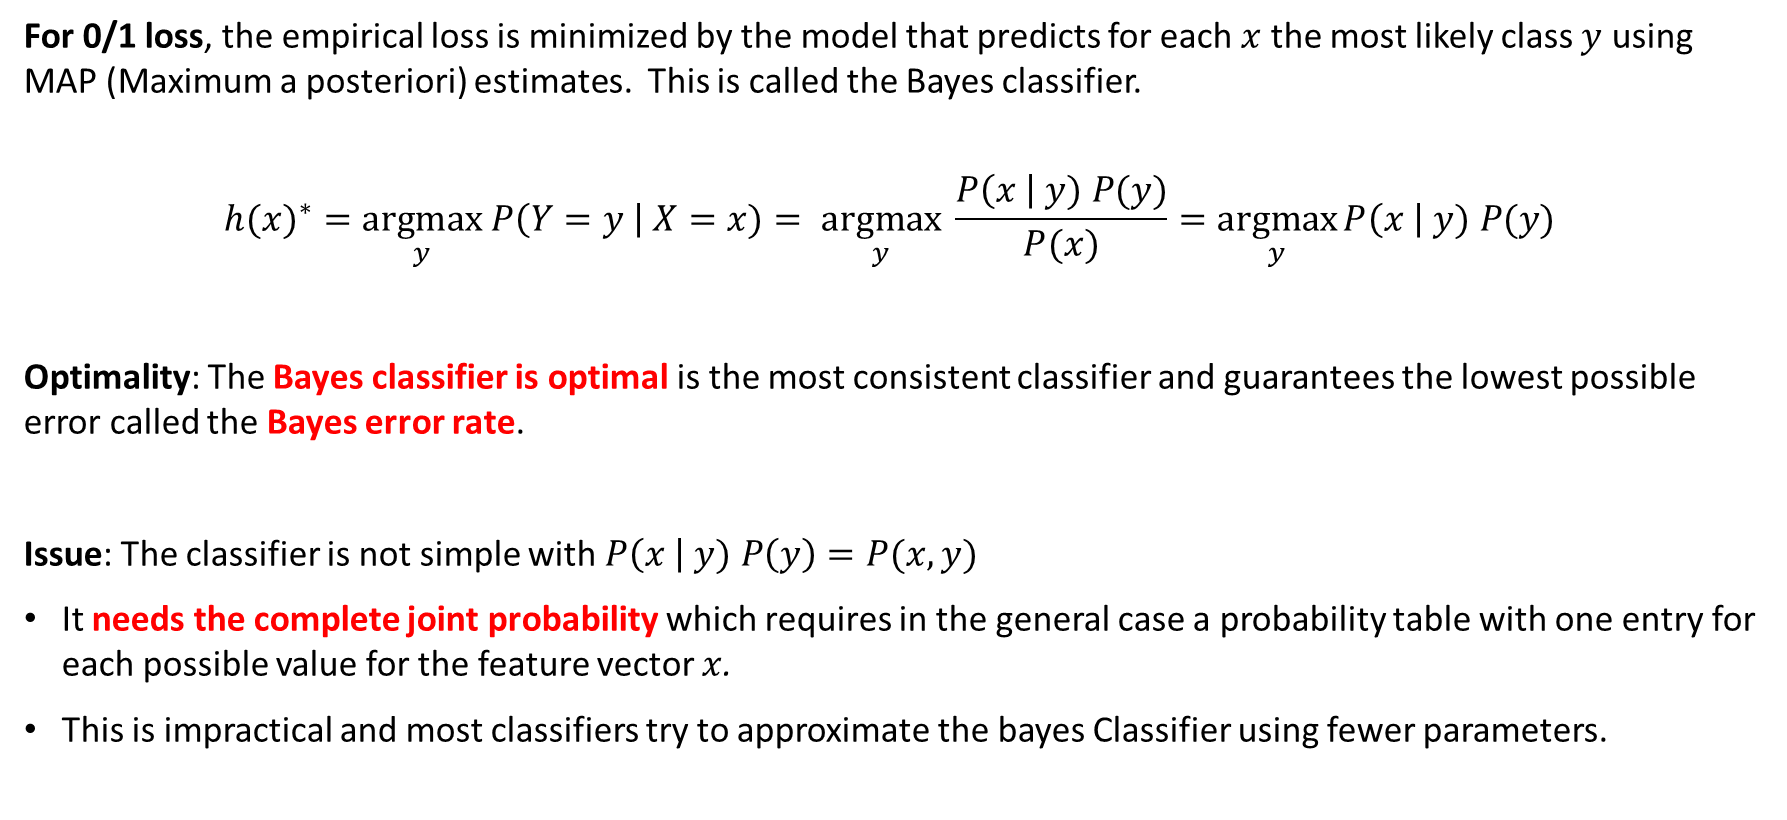 For 0/1 loss, the empirical loss is minimized by the model that predicts for each x the most likely class y using
MAP (Maximum a posteriori) estimates.  This is called the Bayes classifier.
h(x)* = argmax_y P(Y = y | X = x) = argmax_y (P(x | y) P(y)) / P(x) = argmax_y P(x | y) P(y)
Optimality: The Bayes classifier is optimal is the most consistent classifier and guarantees the lowest possible
error called the Bayes error rate.
Issue: The classifier is not simple with P(x | y) P(y) = P(x, y)
• It needs the complete joint probability which requires in the general case a probability table with one entry for
each possible value for the feature vector x.
• This is impractical and most classifiers try to approximate the bayes Classifier using fewer parameters.